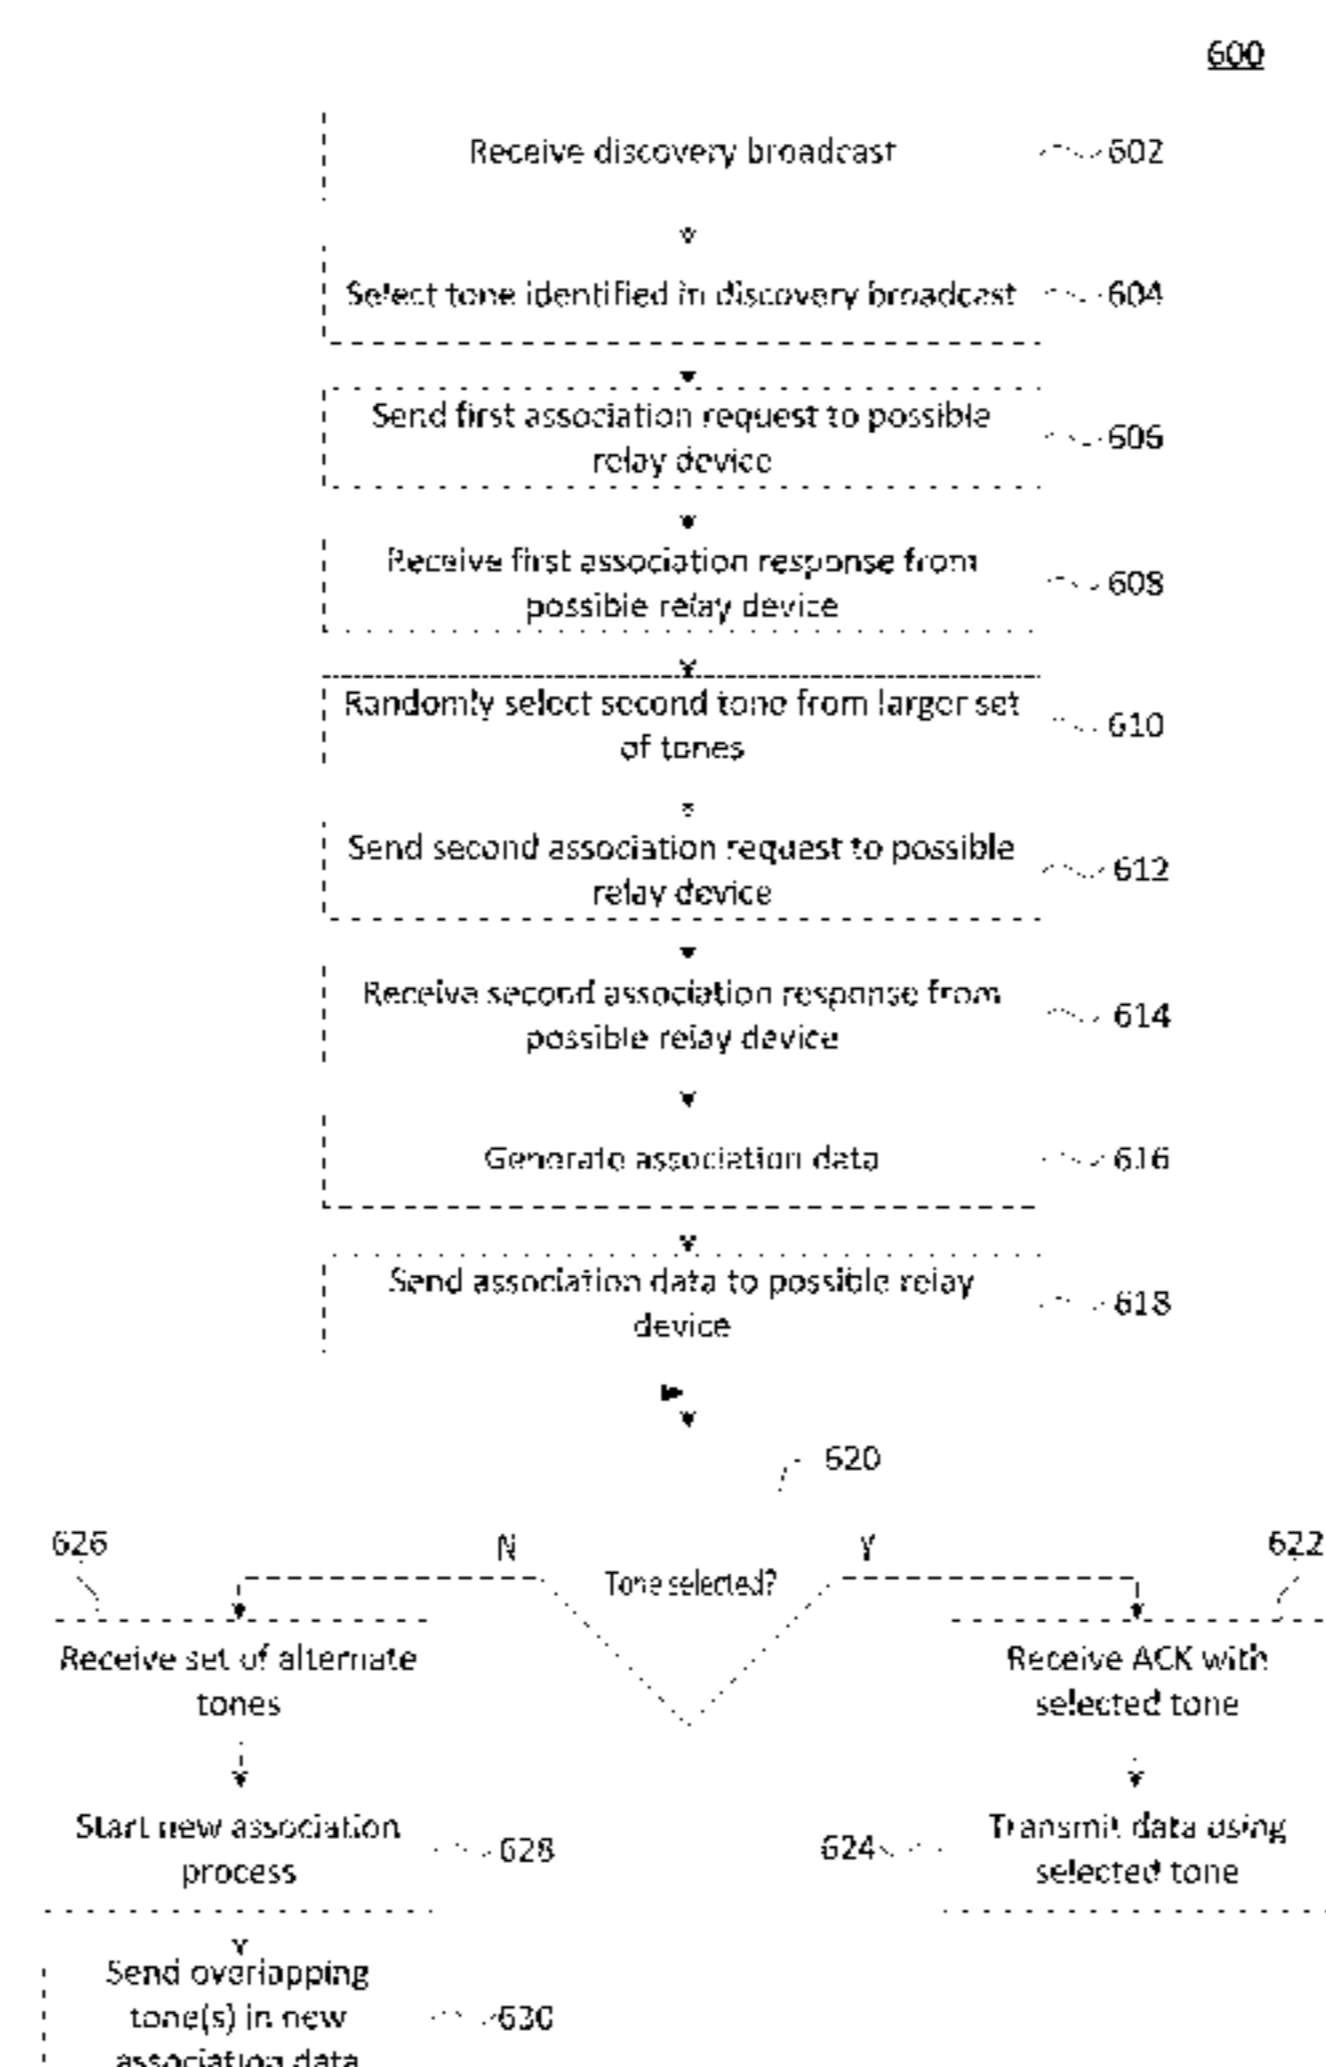 600
Receive discovery broadcast
602
Select tone identified in discovery broadcast
604
Send first association request to possible
relay device
606
Receive first association response from
possible relay device
608
Randomly select second tone from larger set
of tones
610
Send second association request to possible
relay device
612
Receive second association response from
possible relay device
614
Generate association data
616
Send association data to possible relay
device
618
620
626
N
Tone selected?
Y
622
Receive set of alternate
tones
Receive ACK with
selected tone
Start new association
process
628
624
Transmit data using
selected tone
Send overlapping
tone(s) in new
association data
630